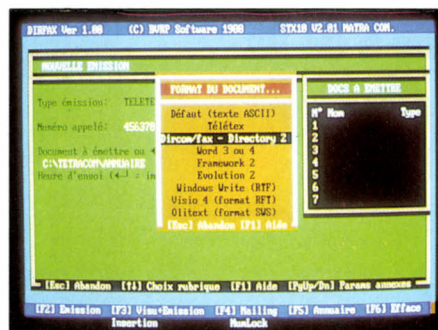 DIRFAX Ver 1.00 (C) BVRP Software 1988 STX10 V2.01 MATRA COM.
NOUVELLE EMISSION
FORMAT DU DOCUMENT...
DOCS A EMETTRE
Type émission: TELETE
Défaut (texte ASCII)
N° Nom Type
Télétex
1
Numéro appelé: 456378
Dircom/fax - Directory 2
2
Document à émettre ou
Word 3 ou 4
3
C:\TETRACOM\ANNUAIRE
Framework 2
4
Heure d'envoi (◄┘ : im
Evolution 2
5
Windows Write (RTF)
6
Visio 4 (format RFT)
7
Olitext (format SWS)
[Esc] Abandon [F1] Aide
[Esc] Abandon [↑↓] Choix rubrique [F1] Aide [PgUp/Dn] Params annexes
[F2] Emission [F3] Visu+Emission [F4] Mailing [F5] Annuaire [F6] Efface
Insertion NumLock